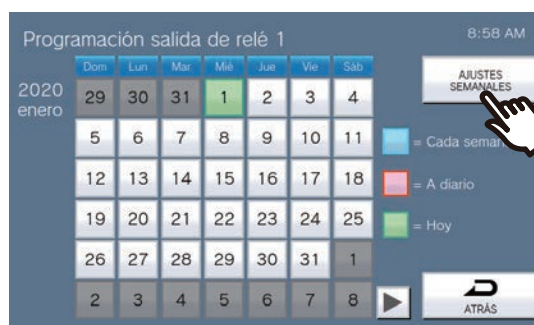 Programación salida de relé 1
8:58 AM
2020
enero
Dom Lun Mar Mié Jue Vie Sáb
29 30 31 1 2 3 4
5 6 7 8 9 10 11
12 13 14 15 16 17 18
19 20 21 22 23 24 25
26 27 28 29 30 31 1
2 3 4 5 6 7 8
AJUSTES
SEMANALES
= Cada
= A diario
= Hoy
ATRÁS